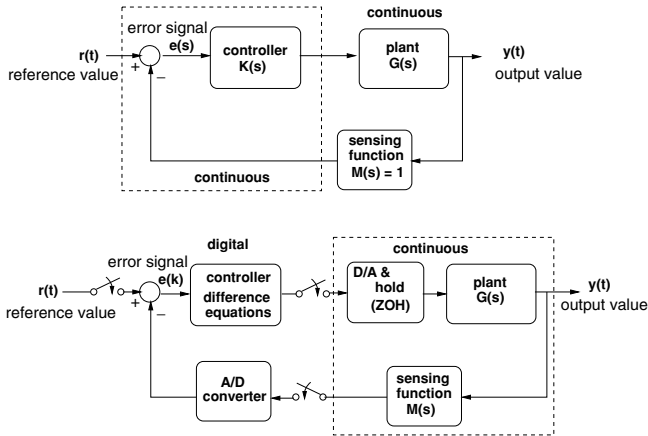 continuous
error signal
r(t)
e(s)
reference value
+
−
controller
K(s)
plant
G(s)
y(t)
output value
sensing
function
M(s) = 1
continuous
digital
continuous
error signal
r(t)
e(k)
reference value
+
−
controller
difference
equations
D/A &
hold
(ZOH)
plant
G(s)
y(t)
output value
A/D
converter
sensing
function
M(s)